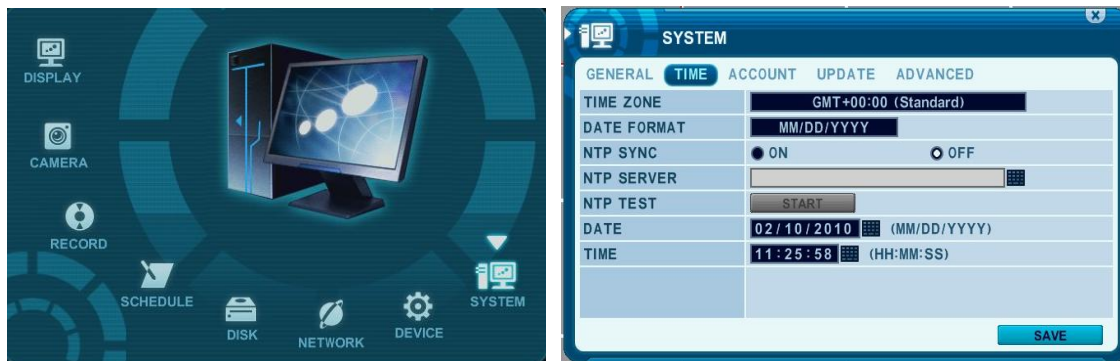 DISPLAY
CAMERA
RECORD
SCHEDULE
DISK
NETWORK
DEVICE
SYSTEM
SYSTEM
GENERAL TIME ACCOUNT UPDATE ADVANCED
TIME ZONE GMT+00:00 (Standard)
DATE FORMAT MM/DD/YYYY
NTP SYNC ON OFF
NTP SERVER
NTP TEST START
DATE 02/10/2010 (MM/DD/YYYY)
TIME 11:25:58 (HH:MM:SS)
SAVE